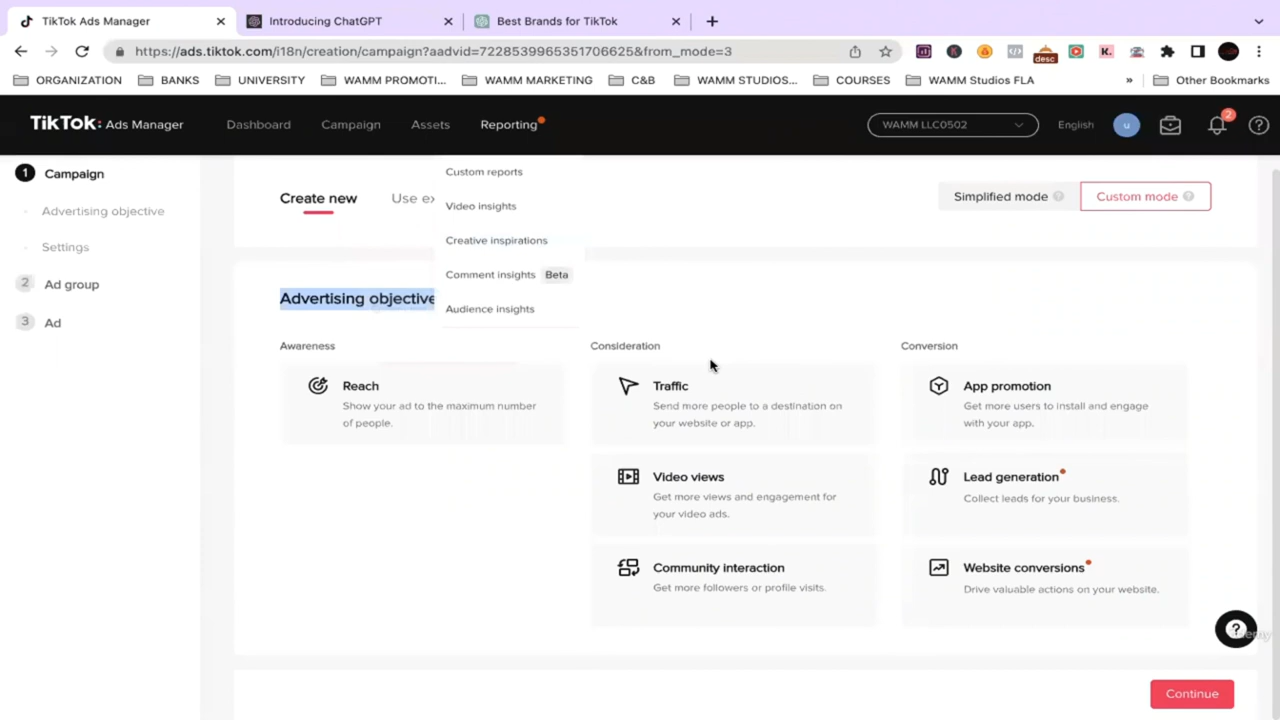 TikTok Ads Manager
Introducing ChatGPT
Best Brands for TikTok
https://ads.tiktok.com/i18n/creation/campaign?aadvid=7228539965351706625&from_mode=3
K.
desc
ORGANIZATION
BANKS
UNIVERSITY
WAMM PROMOTI...
WAMM MARKETING
C&B
WAMM STUDIOS...
COURSES
WAMM Studios FLA
»
Other Bookmarks
TikTok: Ads Manager
Dashboard
Campaign
Assets
Reporting
WAMM LLC0502
English
u
2
1 Campaign
Advertising objective
Settings
2 Ad group
3 Ad
Create new
Use ex
Custom reports
Video insights
Creative inspirations
Comment insights Beta
Audience insights
Simplified mode
Custom mode
Advertising objective
Awareness
Reach
Show your ad to the maximum number
of people.
Consideration
Traffic
Send more people to a destination on
your website or app.
Video views
Get more views and engagement for
your video ads.
Community interaction
Get more followers or profile visits.
Conversion
App promotion
Get more users to install and engage
with your app.
Lead generation
Collect leads for your business.
Website conversions
Drive valuable actions on your website.
Continue